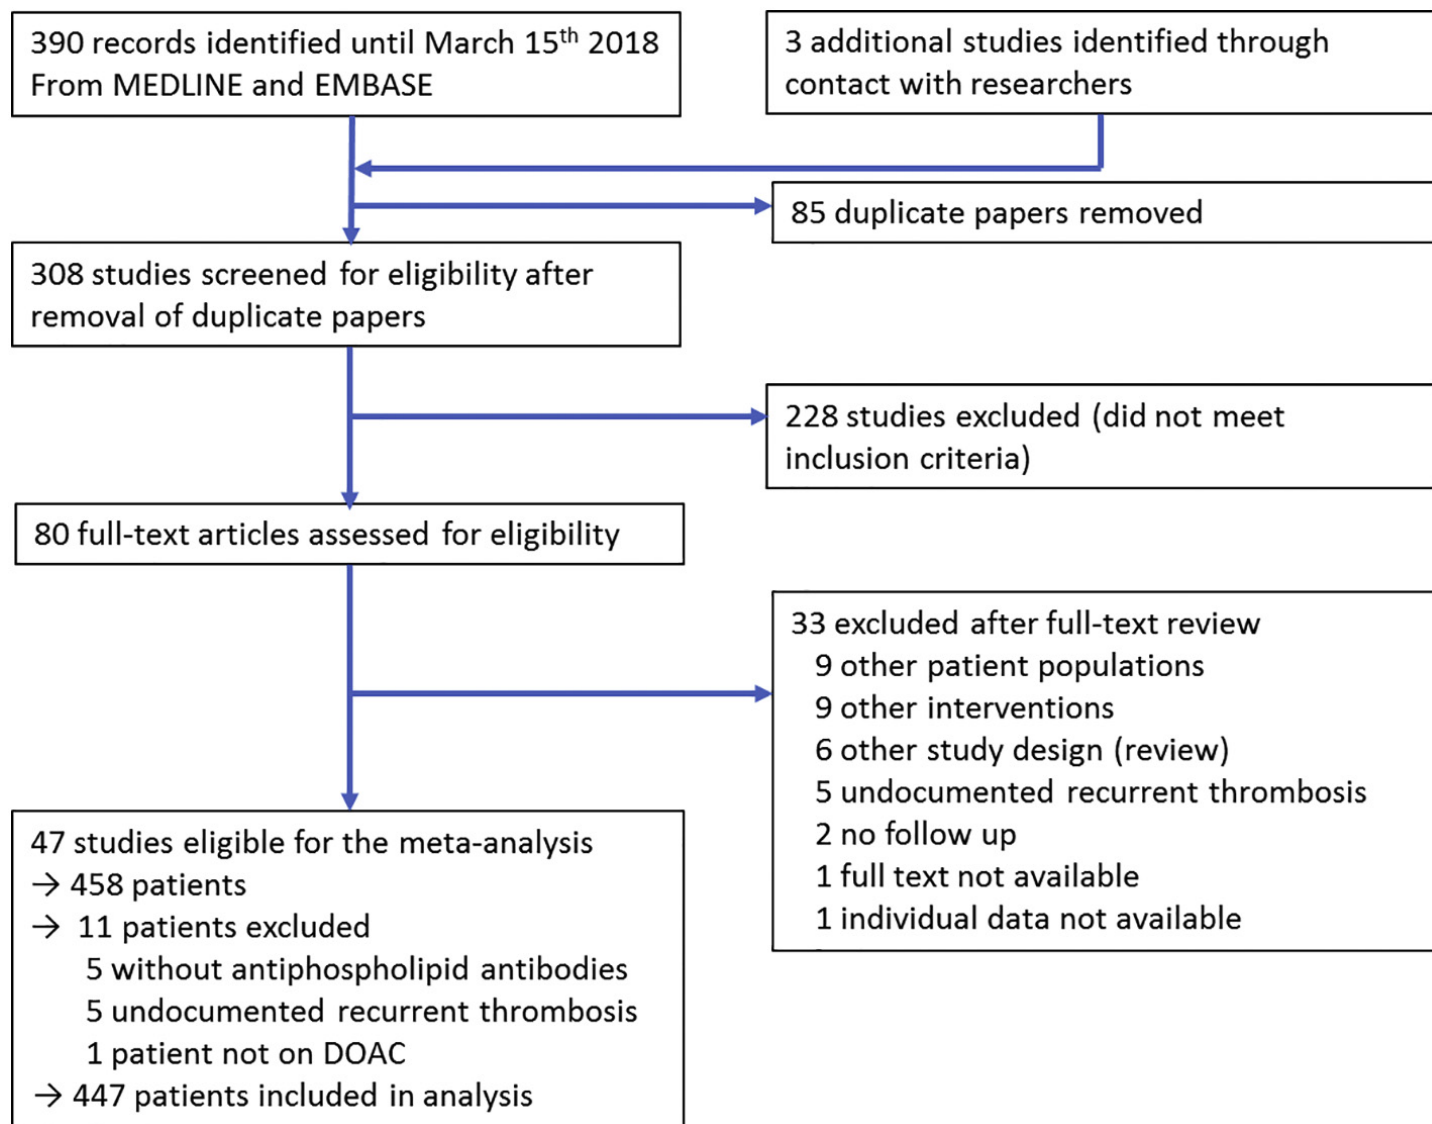 390 records identified until March 15th 2018
From MEDLINE and EMBASE
3 additional studies identified through
contact with researchers
85 duplicate papers removed
308 studies screened for eligibility after
removal of duplicate papers
228 studies excluded (did not meet
inclusion criteria)
80 full-text articles assessed for eligibility
33 excluded after full-text review
9 other patient populations
9 other interventions
6 other study design (review)
5 undocumented recurrent thrombosis
2 no follow up
1 full text not available
1 individual data not available
47 studies eligible for the meta-analysis
→ 458 patients
→ 11 patients excluded
5 without antiphospholipid antibodies
5 undocumented recurrent thrombosis
1 patient not on DOAC
→ 447 patients included in analysis